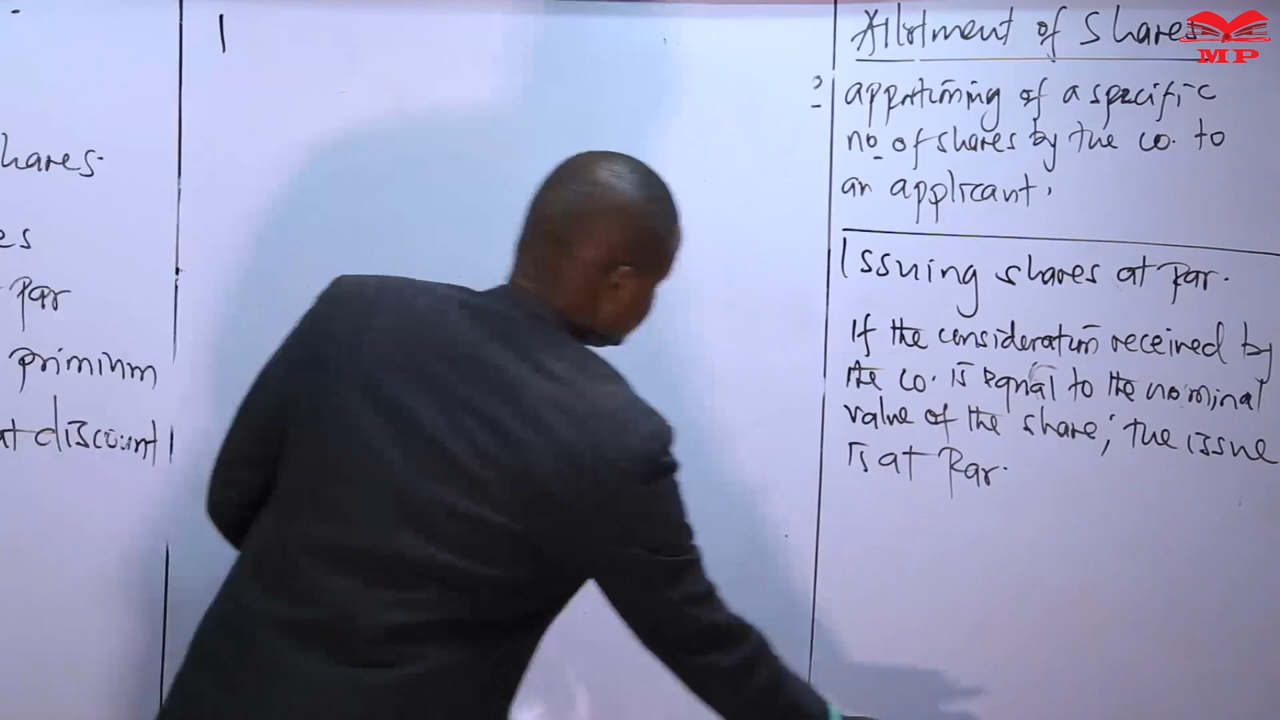 hares.
es
Par
priminm
at discount
1
Allotment of Shares
MP
apportioning of a specific
no. of shares by the co. to
an applicant.
Issuing shares at par.
If the consideration received by
the co. is equal to the nominal
value of the share; the issue
is at Par.